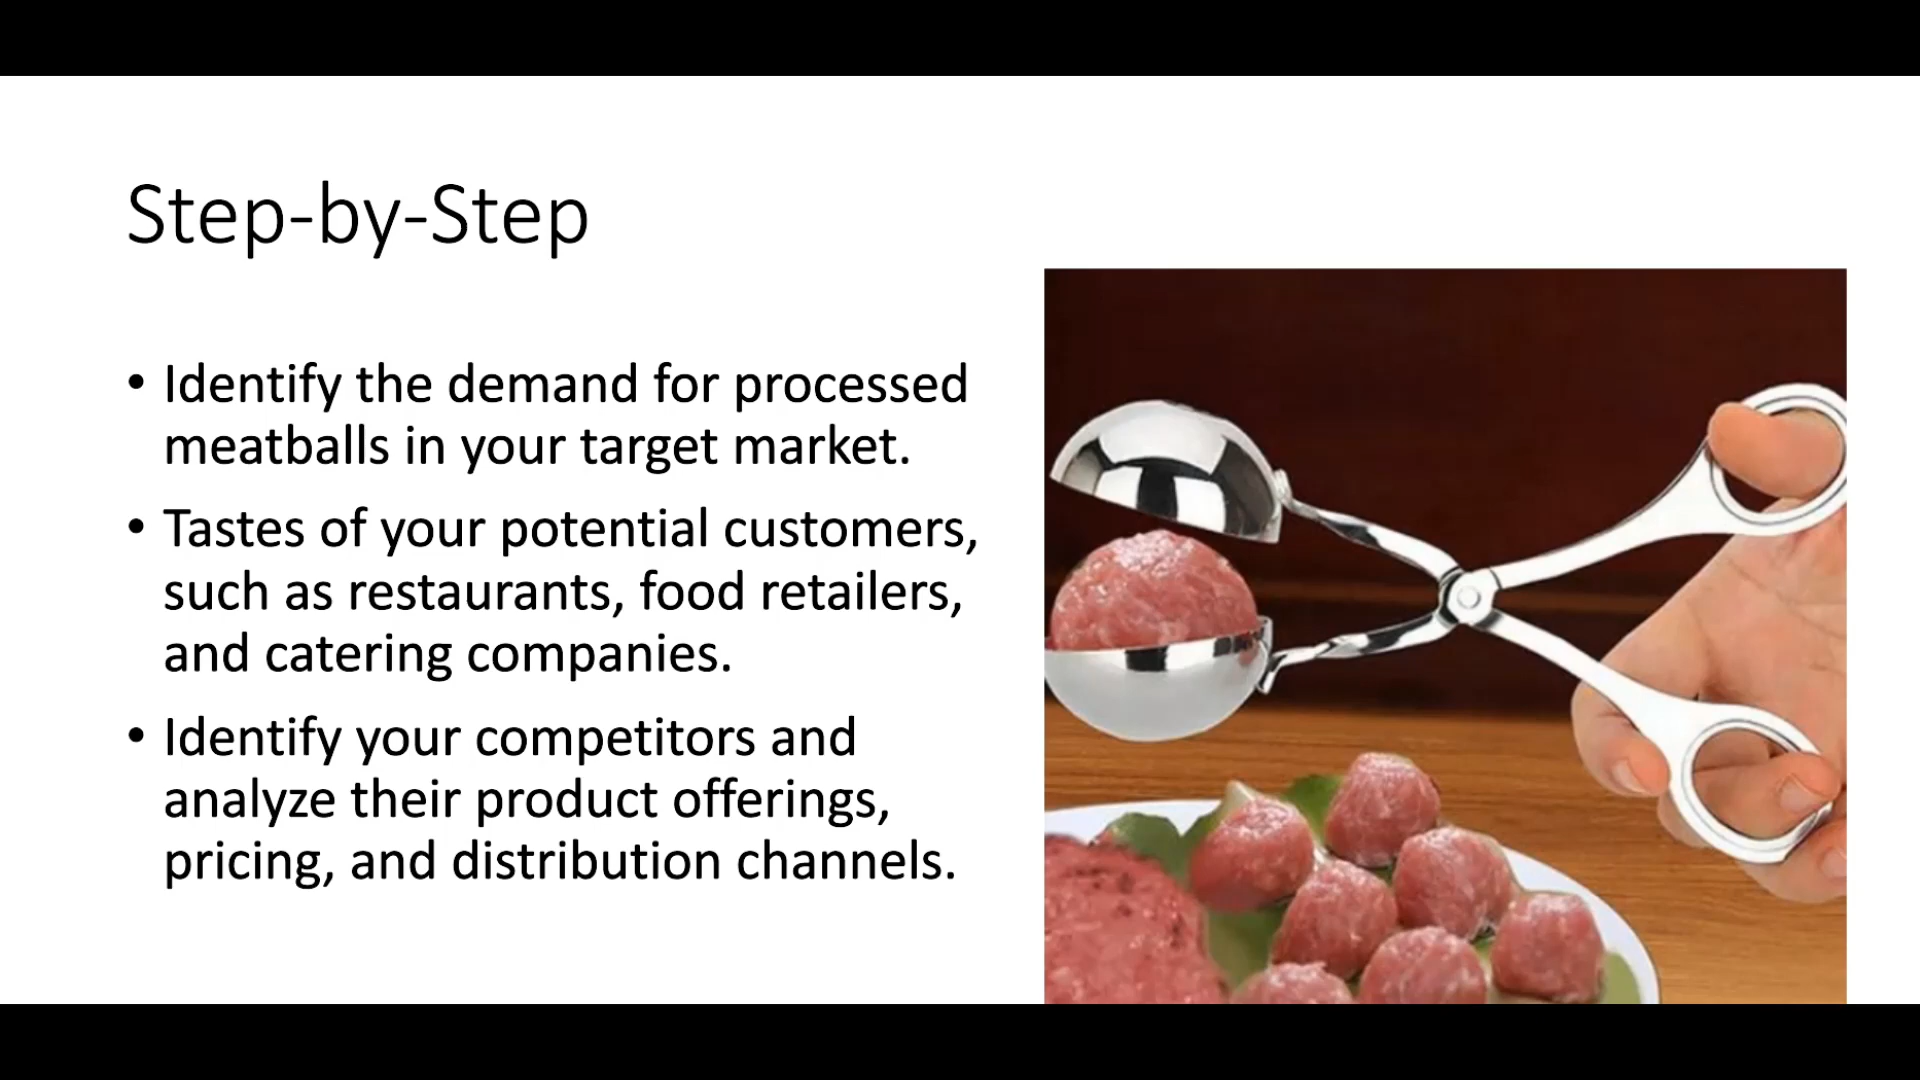 Step-by-Step
• Identify the demand for processed
meatballs in your target market.
• Tastes of your potential customers,
such as restaurants, food retailers,
and catering companies.
• Identify your competitors and
analyze their product offerings,
pricing, and distribution channels.